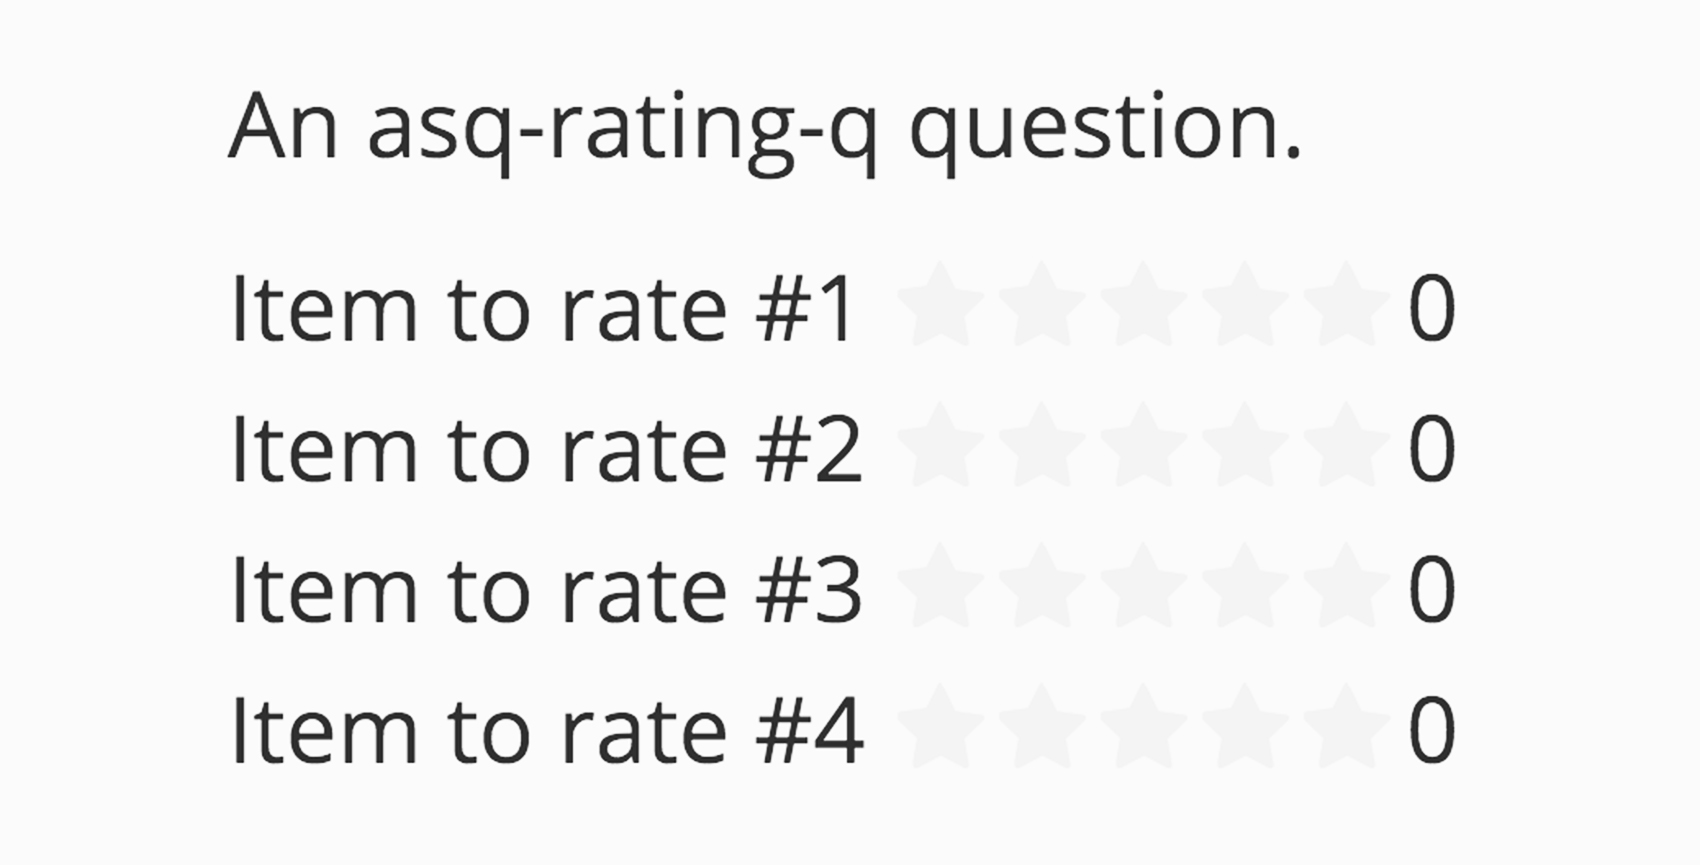 An asq-rating-q question.
Item to rate #1 0
Item to rate #2 0
Item to rate #3 0
Item to rate #4 0